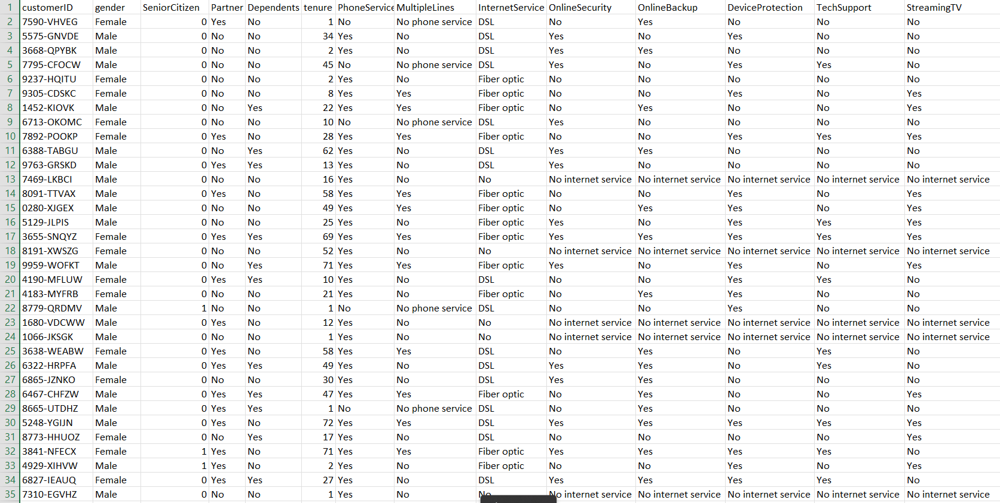 1 customerID gender SeniorCitizen Partner Dependents tenure PhoneService MultipleLines InternetService OnlineSecurity OnlineBackup DeviceProtection TechSupport StreamingTV
2 7590-VHVEG Female 0 Yes No 1 No No phone service DSL No Yes No No No
3 5575-GNVDE Male 0 No No 34 Yes No DSL Yes No Yes No No
4 3668-QPYBK Male 0 No No 2 Yes No DSL Yes Yes No No No
5 7795-CFOCW Male 0 No No 45 No No phone service DSL Yes No Yes Yes No
6 9237-HQITU Female 0 No No 2 Yes No Fiber optic No No No No No
7 9305-CDSKC Female 0 No No 8 Yes Yes Fiber optic No No Yes No Yes
8 1452-KIOVK Male 0 No Yes 22 Yes Yes Fiber optic No Yes No No Yes
9 6713-OKOMC Female 0 No No 10 No No phone service DSL Yes No No No No
10 7892-POOKP Female 0 Yes No 28 Yes Yes Fiber optic No No Yes Yes Yes
11 6388-TABGU Male 0 No Yes 62 Yes No DSL Yes Yes No No No
12 9763-GRSKD Male 0 Yes Yes 13 Yes No DSL Yes No No No No
13 7469-LKBCI Male 0 No No 16 Yes No No No internet service No internet service No internet service No internet service No internet service
14 8091-TTVAX Male 0 Yes No 58 Yes Yes Fiber optic No No Yes No Yes
15 0280-XJGEX Male 0 No No 49 Yes Yes Fiber optic No Yes Yes No Yes
16 5129-JLPIS Male 0 No No 25 Yes No Fiber optic Yes No Yes Yes Yes
17 3655-SNQYZ Female 0 Yes Yes 69 Yes Yes Fiber optic Yes Yes Yes Yes Yes
18 8191-XWSZG Female 0 No No 52 Yes No No No internet service No internet service No internet service No internet service No internet service
19 9959-WOFKT Male 0 No Yes 71 Yes Yes Fiber optic Yes No Yes No Yes
20 4190-MFLUW Female 0 Yes Yes 10 Yes No DSL No No Yes Yes No
21 4183-MYFRB Female 0 No No 21 Yes No Fiber optic No Yes Yes No No
22 8779-QRDMV Male 1 No No 1 No No phone service DSL No No Yes No No
23 1680-VDCWW Male 0 Yes No 12 Yes No No No internet service No internet service No internet service No internet service No internet service
24 1066-JKSGK Male 0 No No 1 Yes No No No internet service No internet service No internet service No internet service No internet service
25 3638-WEABW Female 0 Yes No 58 Yes Yes DSL No Yes No Yes No
26 6322-HRPFA Male 0 Yes Yes 49 Yes No DSL Yes Yes No Yes No
27 6865-JZNKO Female 0 No No 30 Yes No DSL Yes Yes No No No
28 6467-CHFZW Male 0 Yes Yes 47 Yes Yes Fiber optic No Yes No No Yes
29 8665-UTDHZ Male 0 Yes Yes 1 No No phone service DSL No Yes No No No
30 5248-YGIJN Male 0 Yes No 72 Yes Yes DSL Yes Yes Yes Yes Yes
31 8773-HHUOZ Female 0 No Yes 17 Yes No DSL No No No No Yes
32 3841-NFECX Female 1 Yes No 71 Yes Yes Fiber optic Yes Yes Yes Yes No
33 4929-XIHVW Male 1 Yes No 2 Yes No Fiber optic No No Yes No Yes
34 6827-IEAUQ Female 0 Yes Yes 27 Yes No DSL Yes Yes Yes Yes No
35 7310-EGVHZ Male 0 No No 1 Yes No No No internet service No internet service No internet service No internet service No internet service